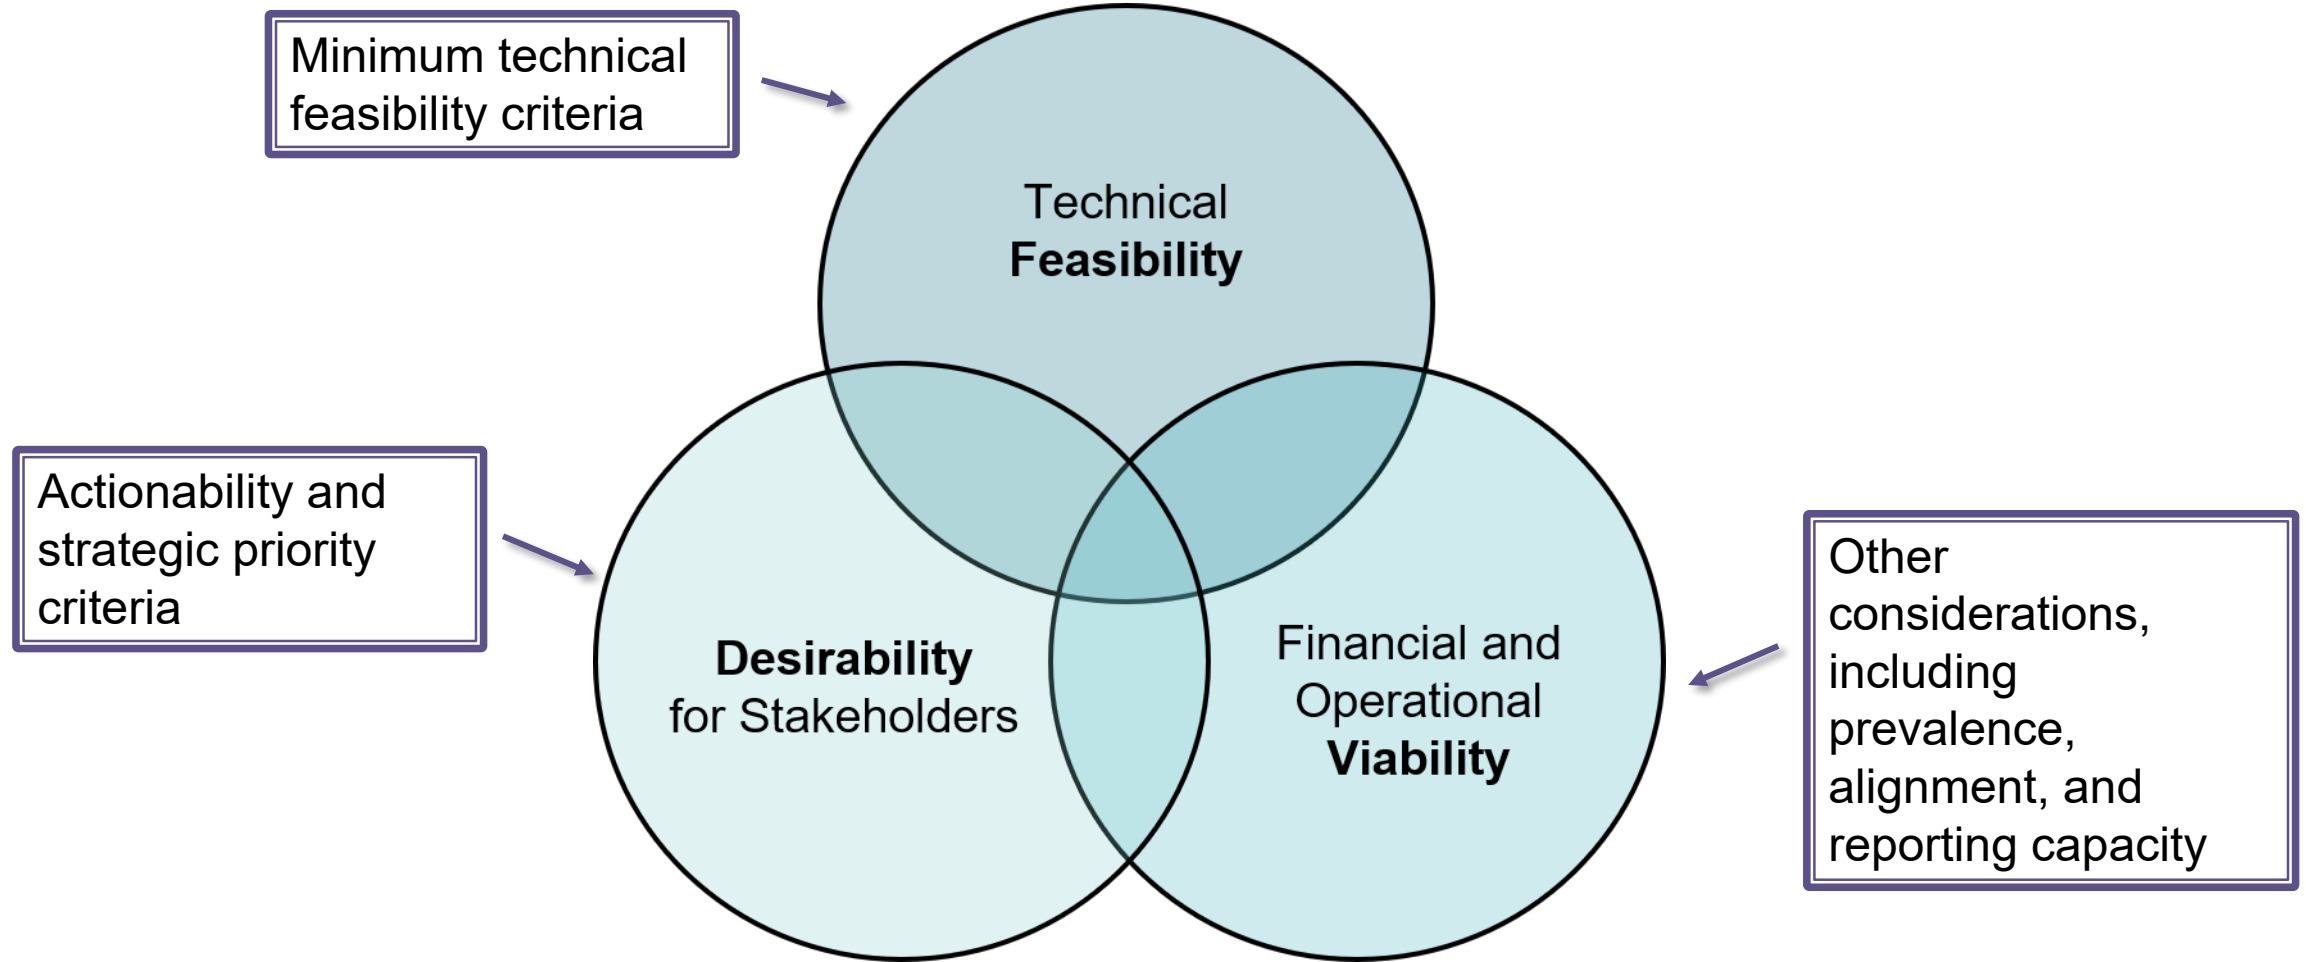 Minimum technical
feasibility criteria
Technical
Feasibility
Actionability and
strategic priority
criteria
Desirability
for Stakeholders
Financial and
Operational
Viability
Other
considerations,
including
prevalence,
alignment, and
reporting capacity